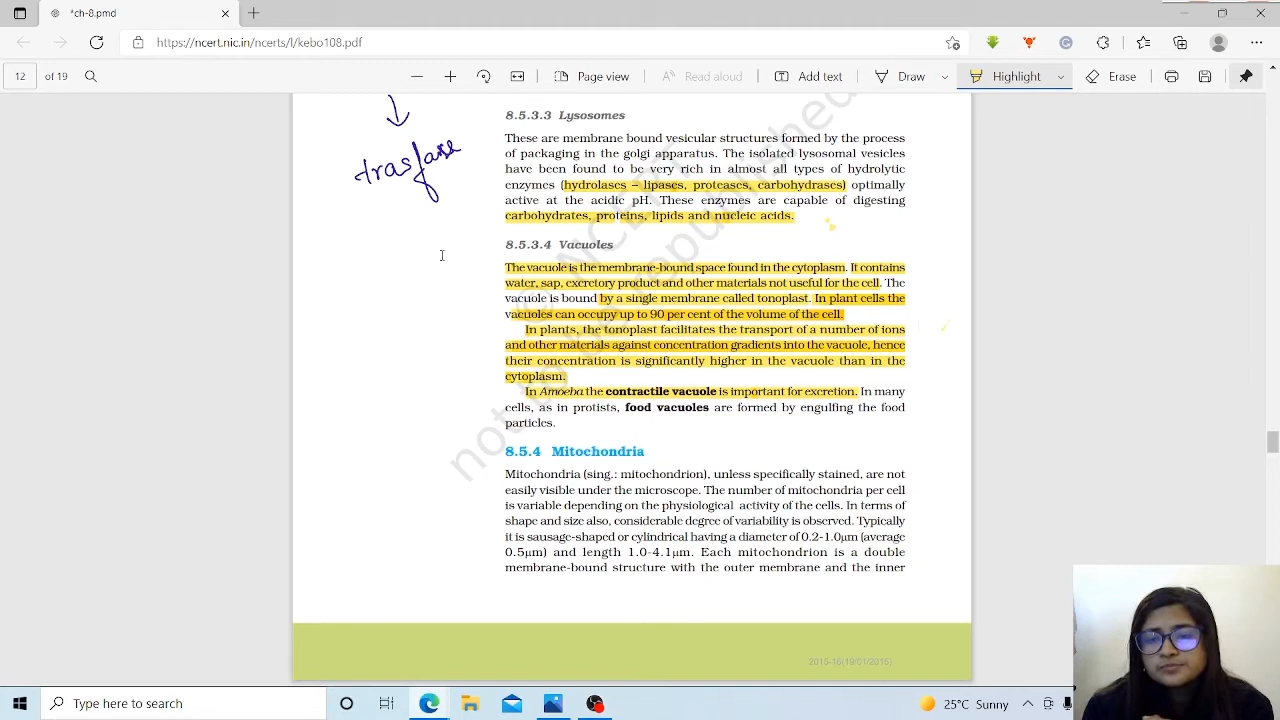 *ch-8.pmd
https://ncert.nic.in/ncerts/l/kebo108.pdf
12 of 19
Page view
Read aloud
Add text
Draw
Highlight
Erase
trasfase
8.5.3.3 Lysosomes
These are membrane bound vesicular structures formed by the process
of packaging in the golgi apparatus. The isolated lysosomal vesicles
have been found to be very rich in almost all types of hydrolytic
enzymes (hydrolases – lipases, proteases, carbohydrases) optimally
active at the acidic pH. These enzymes are capable of digesting
carbohydrates, proteins, lipids and nucleic acids.
8.5.3.4 Vacuoles
The vacuole is the membrane-bound space found in the cytoplasm. It contains
water, sap, excretory product and other materials not useful for the cell. The
vacuole is bound by a single membrane called tonoplast. In plant cells the
vacuoles can occupy up to 90 per cent of the volume of the cell.
In plants, the tonoplast facilitates the transport of a number of ions
and other materials against concentration gradients into the vacuole, hence
their concentration is significantly higher in the vacuole than in the
cytoplasm.
In Amoeba the contractile vacuole is important for excretion. In many
cells, as in protists, food vacuoles are formed by engulfing the food
particles.
8.5.4 Mitochondria
Mitochondria (sing.: mitochondrion), unless specifically stained, are not
easily visible under the microscope. The number of mitochondria per cell
is variable depending on the physiological activity of the cells. In terms of
shape and size also, considerable degree of variability is observed. Typically
it is sausage-shaped or cylindrical having a diameter of 0.2-1.0μm (average
0.5μm) and length 1.0-4.1μm. Each mitochondrion is a double
membrane-bound structure with the outer membrane and the inner
© NCERT
not to be republished
2015-16(19/01/2015)
Type here to search
25°C Sunny